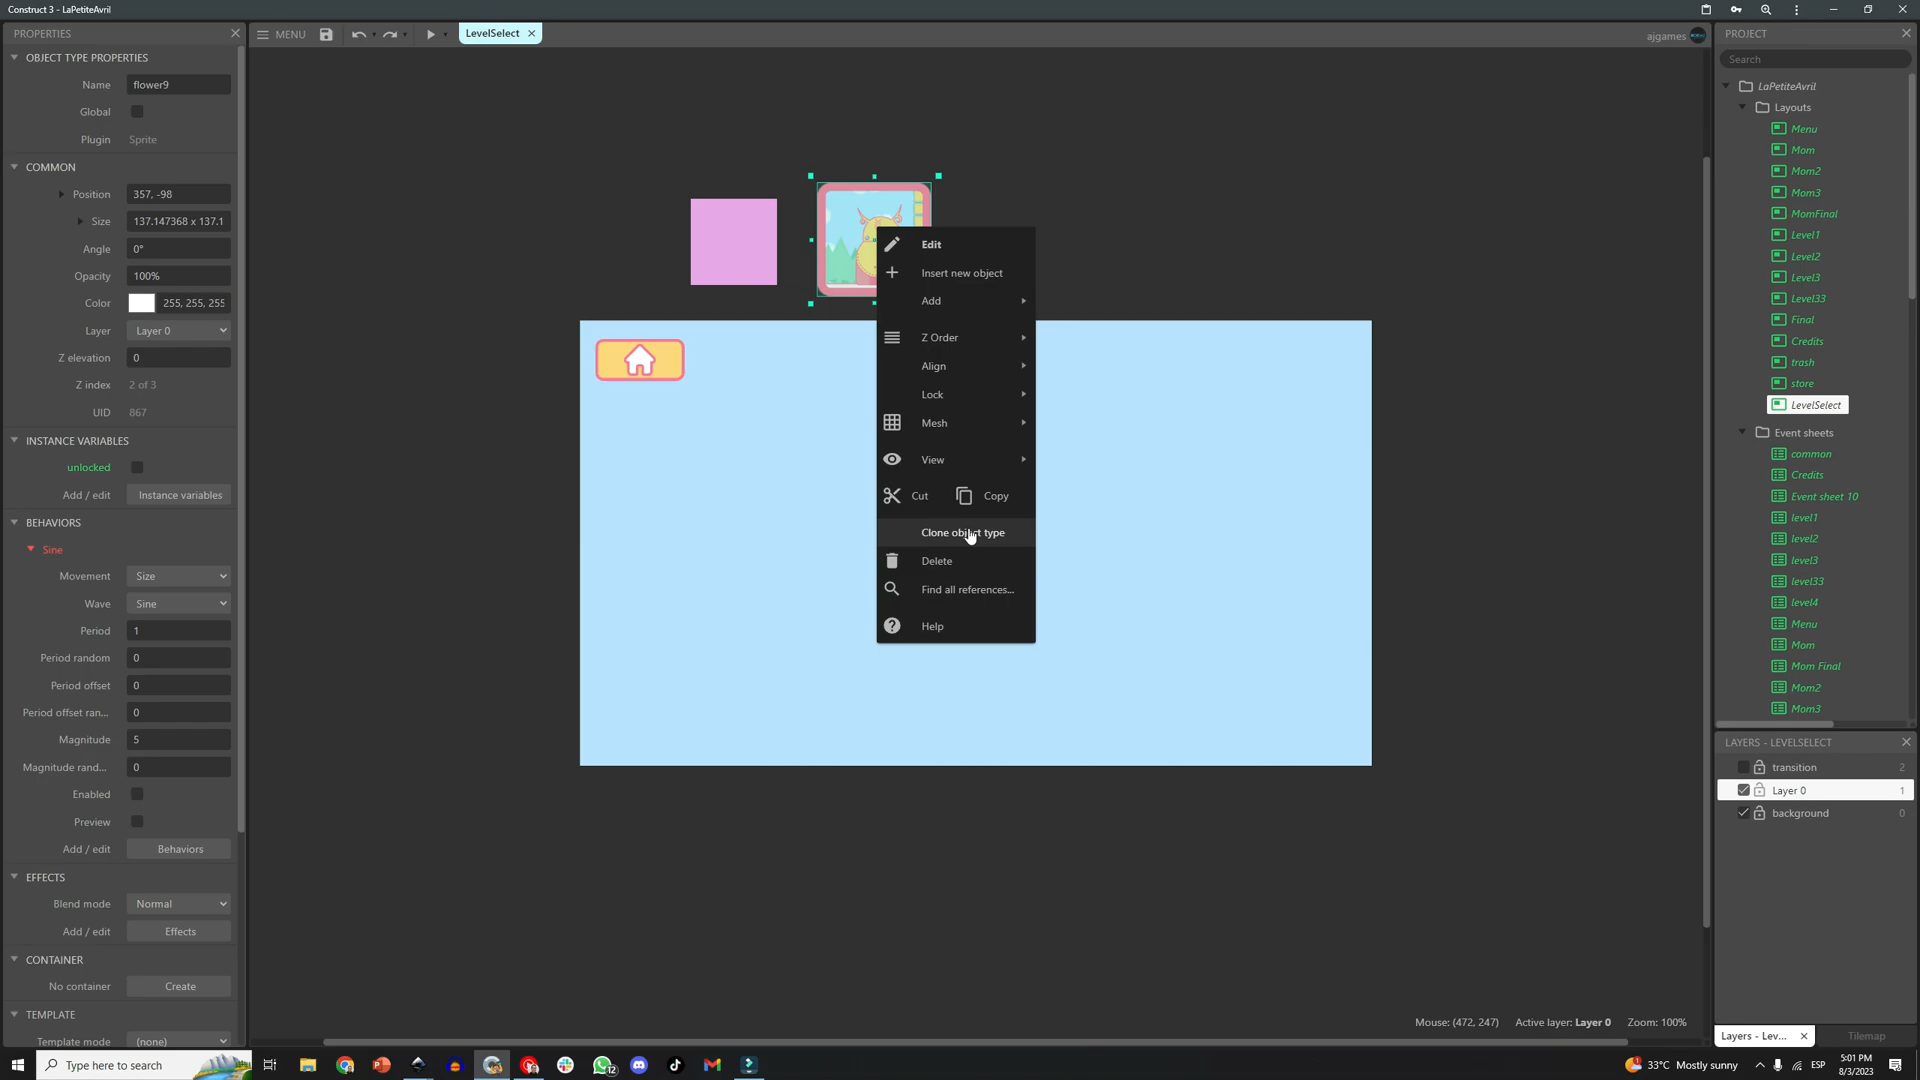 Construct 3 - LaPetiteAvril
PROPERTIES
OBJECT TYPE PROPERTIES
Name flower9
Global
Plugin Sprite
COMMON
Position 357, -98
Size 137.147368 x 137.1
Angle 0°
Opacity 100%
Color 255, 255, 255
Layer Layer 0
Z elevation 0
Z index 2 of 3
UID 867
INSTANCE VARIABLES
unlocked
Add / edit Instance variables
BEHAVIORS
Sine
Movement Size
Wave Sine
Period 1
Period random 0
Period offset 0
Period offset ran... 0
Magnitude 5
Magnitude rand... 0
Enabled
Preview
Add / edit Behaviors
EFFECTS
Blend mode Normal
Add / edit Effects
CONTAINER
No container Create
TEMPLATE
Template mode (none)
MENU
LevelSelect
ajgames
Edit
Insert new object
Add
Z Order
Align
Lock
Mesh
View
Cut Copy
Clone object type
Delete
Find all references...
Help
Mouse: (472, 247) Active layer: Layer 0 Zoom: 100%
PROJECT
Search
LaPetiteAvril
Layouts
Menu
Mom
Mom2
Mom3
MomFinal
Level1
Level2
Level3
Level33
Final
Credits
trash
store
LevelSelect
Event sheets
common
Credits
Event sheet 10
level1
level2
level3
level33
level4
Menu
Mom
Mom Final
Mom2
Mom3
LAYERS - LEVELSELECT
transition 2
Layer 0 1
background 0
Layers - Lev... Tilemap
Type here to search
12
33°C Mostly sunny
ESP
5:01 PM
8/3/2023